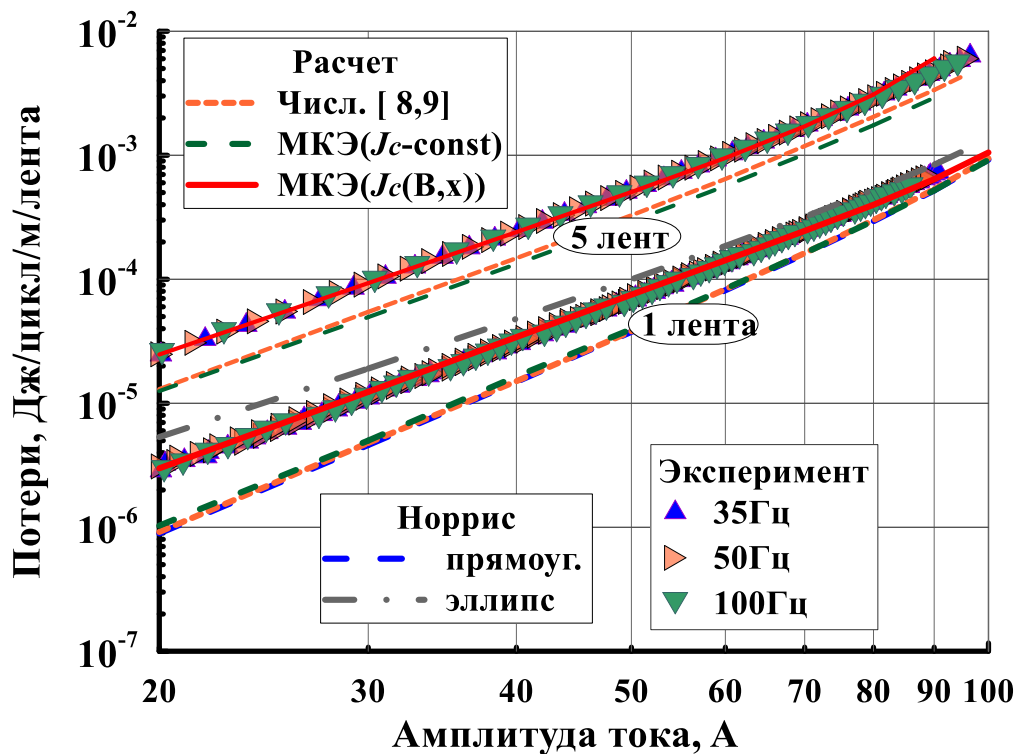 10-2
10-3
10-4
10-5
10-6
10-7
Потери, Дж/цикл/м/лента
Расчет
Числ. [ 8,9]
МКЭ(Jc-const)
МКЭ(Jc(B,x))
5 лент
1 лента
Норрис
прямоуг.
эллипс
Эксперимент
35Гц
50Гц
100Гц
20 30 40 50 60 70 80 90 100
Амплитуда тока, А